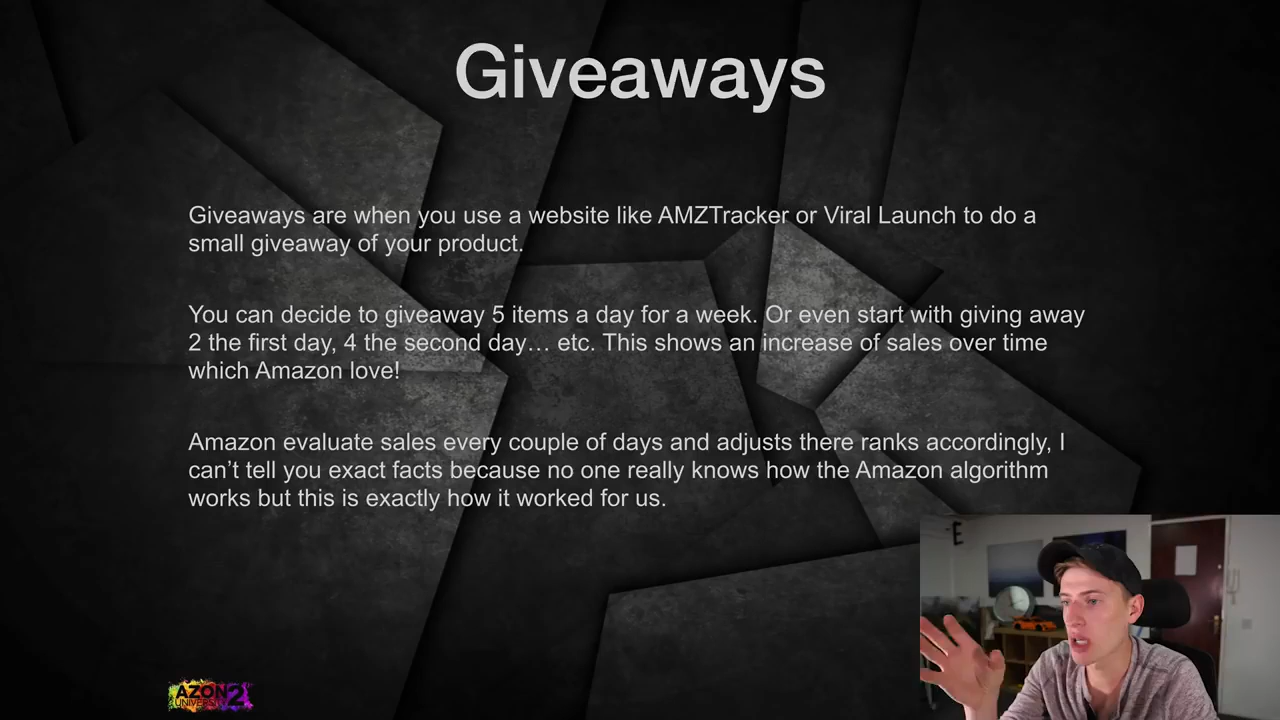 Giveaways
Giveaways are when you use a website like AMZTracker or Viral Launch to do a
small giveaway of your product.
You can decide to giveaway 5 items a day for a week. Or even start with giving away
2 the first day, 4 the second day… etc. This shows an increase of sales over time
which Amazon love!
Amazon evaluate sales every couple of days and adjusts there ranks accordingly, I
can’t tell you exact facts because no one really knows how the Amazon algorithm
works but this is exactly how it worked for us.
E
AZON 2